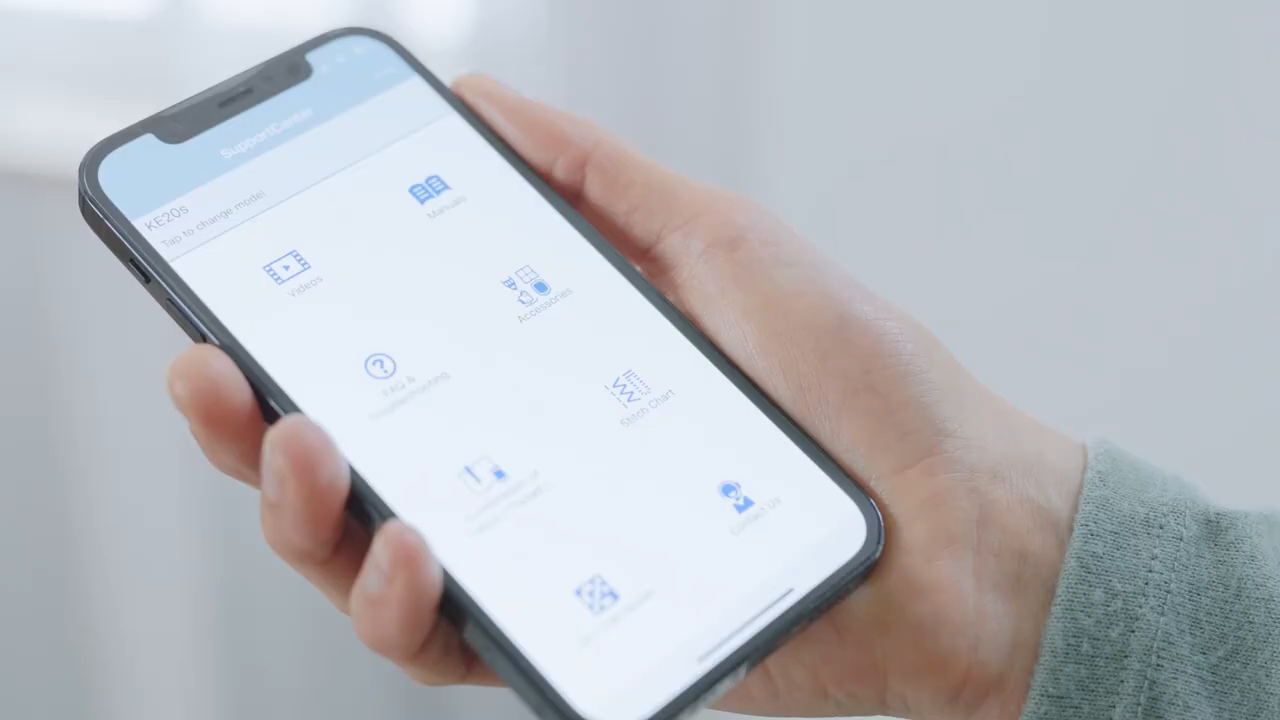 SupportCenter
KE20s
Tap to change model
Manuals
Videos
Accessories
FAQ &
Troubleshooting
Stitch Chart
Contact Us